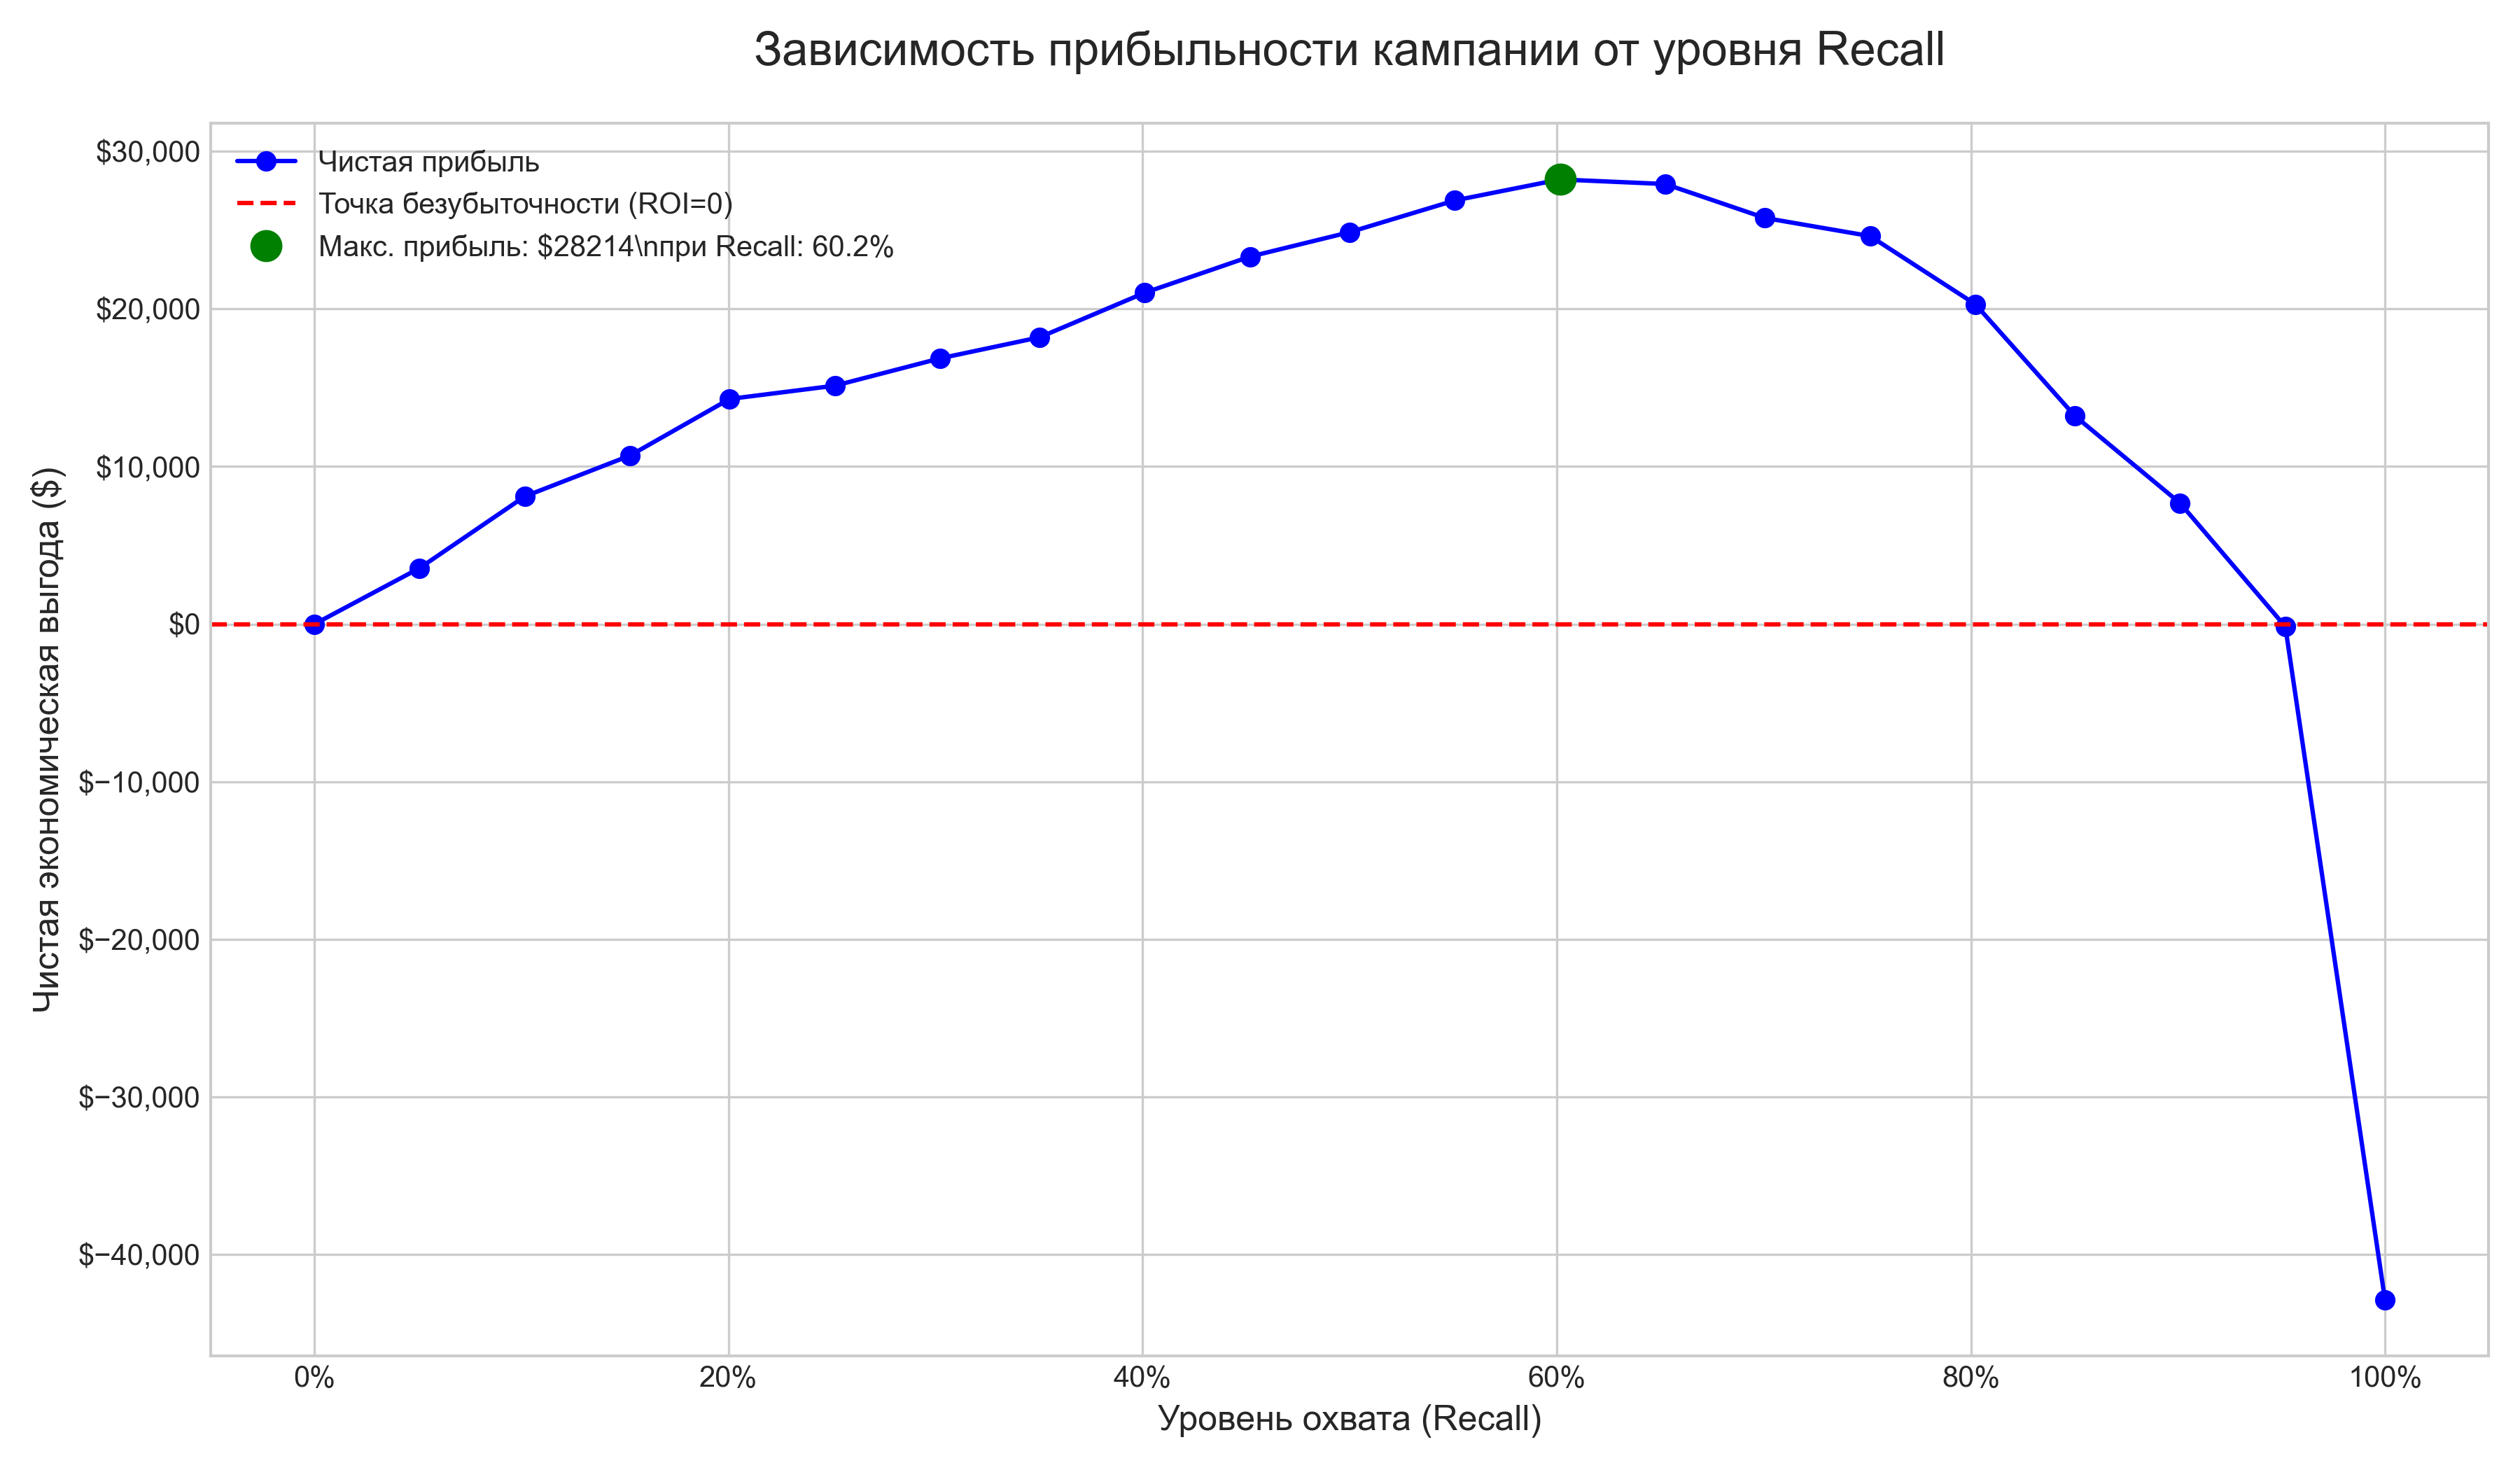 Зависимость прибыльности кампании от уровня Recall
Чистая прибыль
Точка безубыточности (ROI=0)
Макс. прибыль: $28214\nпри Recall: 60.2%
Чистая экономическая выгода ($)
$30,000
$20,000
$10,000
$0
$−10,000
$−20,000
$−30,000
$−40,000
0%
20%
40%
60%
80%
100%
Уровень охвата (Recall)